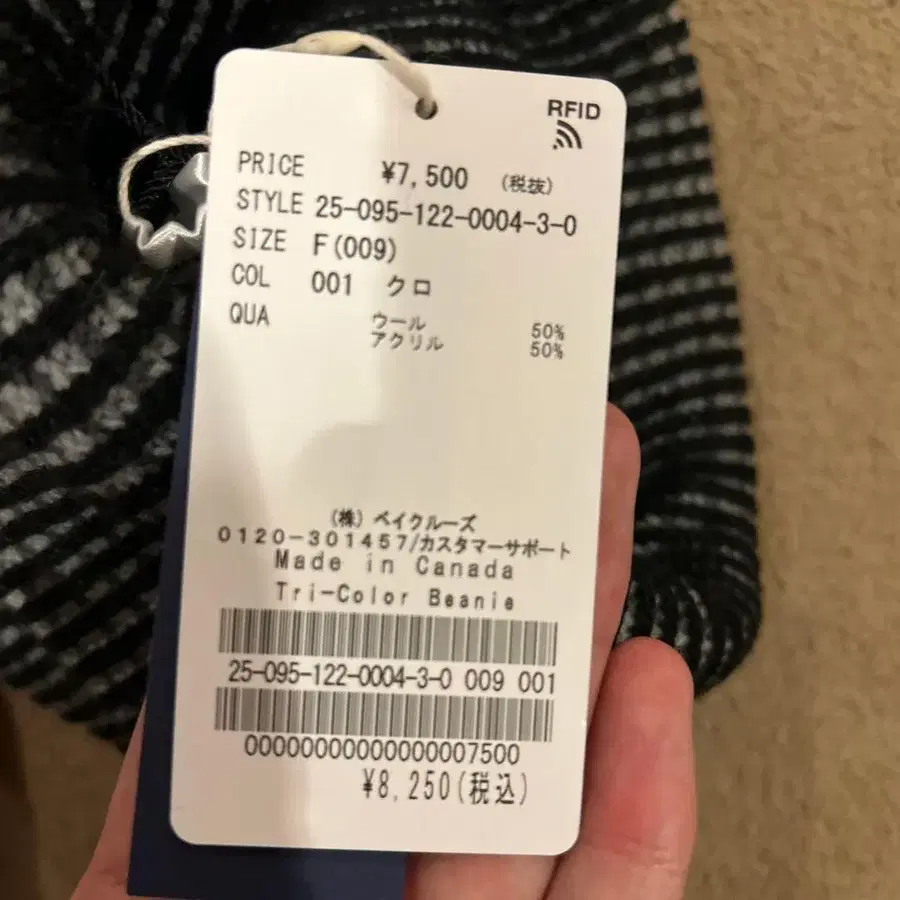 RFID
PRICE ¥7,500 (税抜)
STYLE 25-095-122-0004-3-0
SIZE F(009)
COL 001 クロ
QUA ウール 50%
アクリル 50%
(株) ベイクルーズ
0120-301457/カスタマーサポート
Made in Canada
Tri-Color Beanie
25-095-122-0004-3-0 009 001
00000000000000007500
¥8,250(税込)